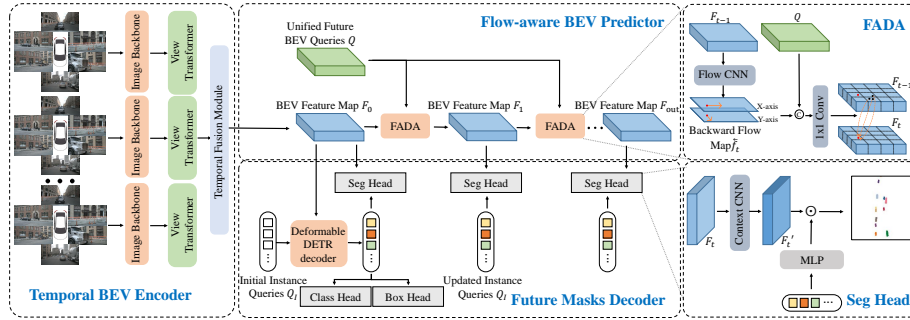 Image Backbone
View
Transformer
Image Backbone
View
Transformer
Image Backbone
View
Transformer
Temporal Fusion Module
Temporal BEV Encoder
Flow-aware BEV Predictor
Unified Future
BEV Queries Q
BEV Feature Map F₀
FADA
BEV Feature Map F₁
FADA
BEV Feature Map F_out
Seg Head
Seg Head
Seg Head
Deformable
DETR
decoder
Initial Instance
Queries Q_I
Class Head
Box Head
Updated Instance
Queries Q_I
Future Masks Decoder
FADA
F_{t−1}
Q
Flow CNN
X-axis
Y-axis
Backward Flow
Map f̃_t
C
1x1 Conv
F_{t−1}
F_t
Context CNN
F_t
F_t'
MLP
Seg Head